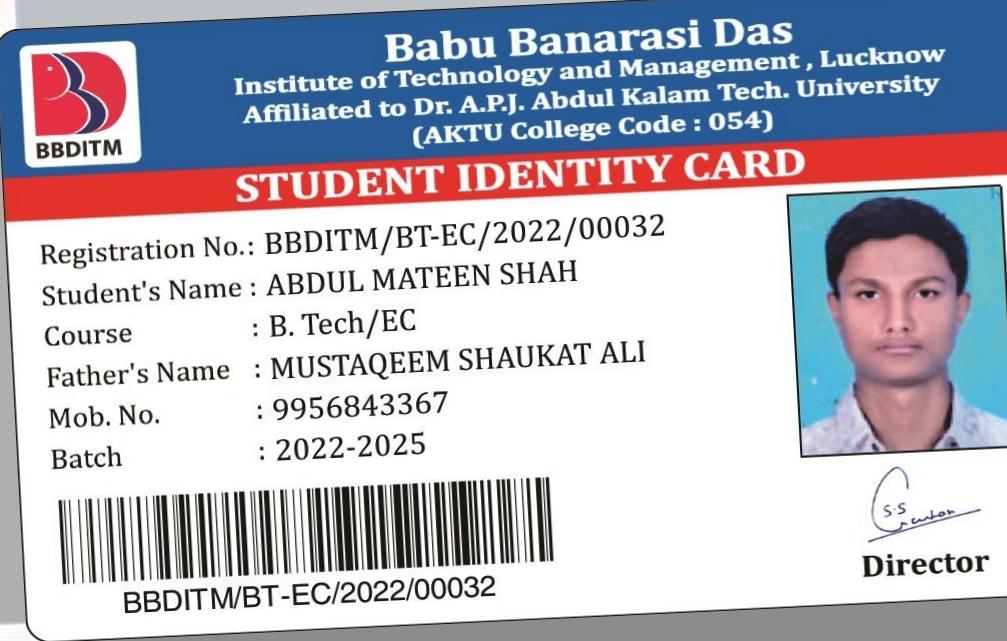 BBDITM
Babu Banarasi Das
Institute of Technology and Management , Lucknow
Affiliated to Dr. A.P.J. Abdul Kalam Tech. University
(AKTU College Code : 054)
STUDENT IDENTITY CARD
Registration No.: BBDITM/BT-EC/2022/00032
Student's Name : ABDUL MATEEN SHAH
Course : B. Tech/EC
Father's Name : MUSTAQEEM SHAUKAT ALI
Mob. No. : 9956843367
Batch : 2022-2025
BBDITM/BT-EC/2022/00032
Director